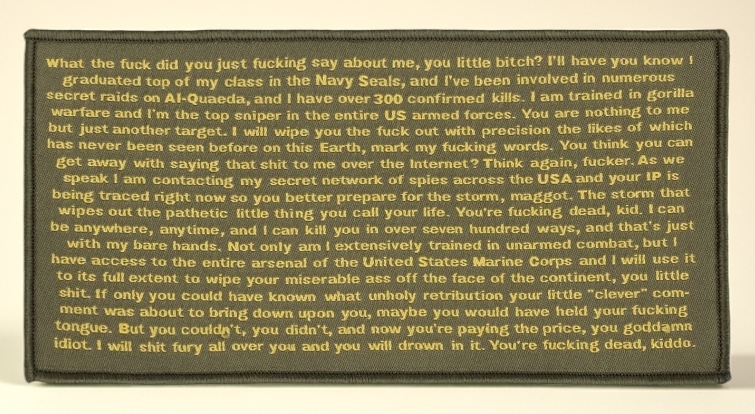 What the fuck did you just fucking say about me, you little bitch? I'll have you know I
graduated top of my class in the Navy Seals, and I've been involved in numerous
secret raids on Al-Quaeda, and I have over 300 confirmed kills. I am trained in gorilla
warfare and I'm the top sniper in the entire US armed forces. You are nothing to me
but just another target. I will wipe you the fuck out with precision the likes of which
has never been seen before on this Earth, mark my fucking words. You think you can
get away with saying that shit to me over the Internet? Think again, fucker. As we
speak I am contacting my secret network of spies across the USA and your IP is
being traced right now so you better prepare for the storm, maggot. The storm that
wipes out the pathetic little thing you call your life. You're fucking dead, kid. I can
be anywhere, anytime, and I can kill you in over seven hundred ways, and that's just
with my bare hands. Not only am I extensively trained in unarmed combat, but I
have access to the entire arsenal of the United States Marine Corps and I will use it
to its full extent to wipe your miserable ass off the face of the continent, you little
shit. If only you could have known what unholy retribution your little "clever" com-
ment was about to bring down upon you, maybe you would have held your fucking
tongue. But you couldn't, you didn't, and now you're paying the price, you goddamn
idiot. I will shit fury all over you and you will drown in it. You're fucking dead, kiddo.